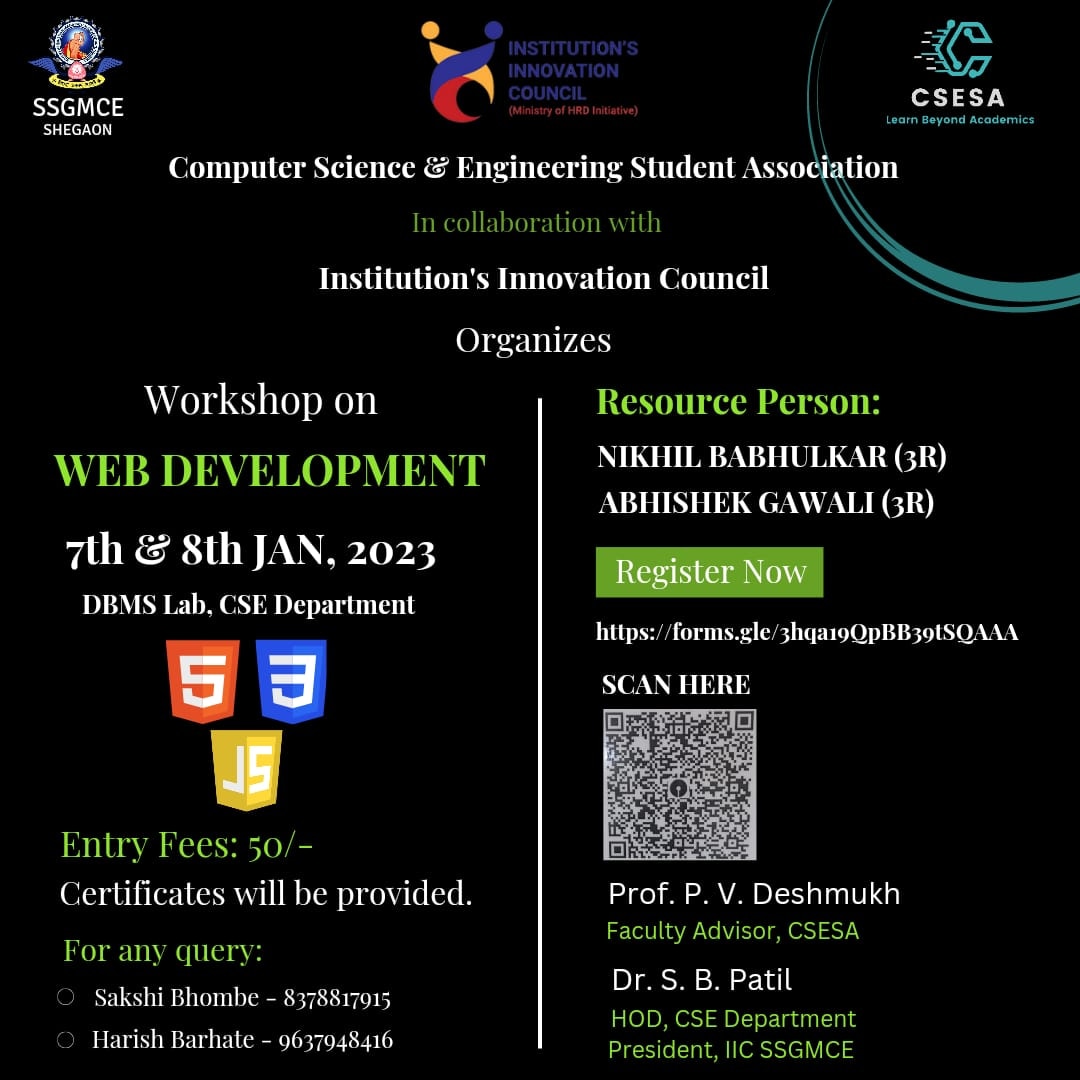 SSGMCE
SHEGAON
INSTITUTION'S
INNOVATION
COUNCIL
(Ministry of HRD Initiative)
CSESA
Learn Beyond Academics
Computer Science & Engineering Student Association
In collaboration with
Institution's Innovation Council
Organizes
Workshop on
WEB DEVELOPMENT
7th & 8th JAN, 2023
DBMS Lab, CSE Department
5
3
JS
Entry Fees: 50/-
Certificates will be provided.
For any query:
Sakshi Bhombe - 8378817915
Harish Barhate - 9637948416
Resource Person:
NIKHIL BABHULKAR (3R)
ABHISHEK GAWALI (3R)
Register Now
https://forms.gle/3hqa19QpBB39tSQAAA
SCAN HERE
Prof. P. V. Deshmukh
Faculty Advisor, CSESA
Dr. S. B. Patil
HOD, CSE Department
President, IIC SSGMCE